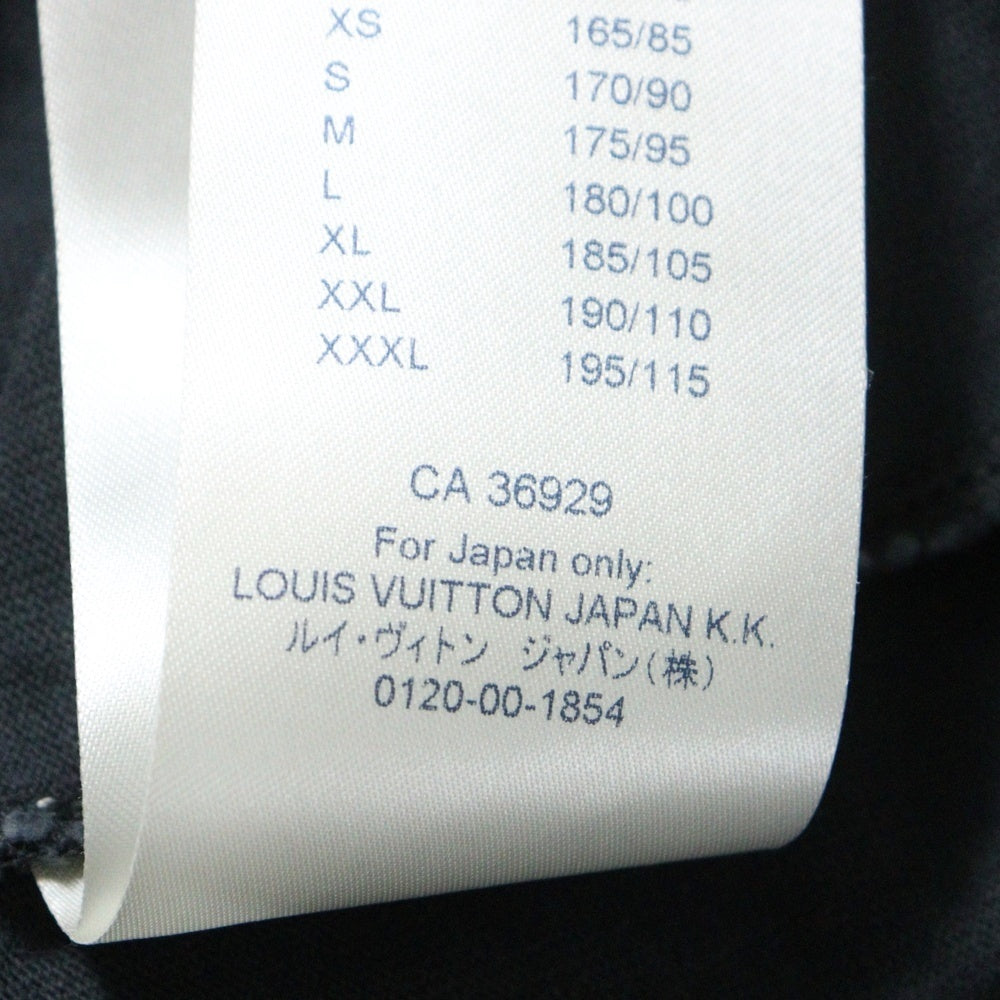 XS 165/85
S 170/90
M 175/95
L 180/100
XL 185/105
XXL 190/110
XXXL 195/115
CA 36929
For Japan only:
LOUIS VUITTON JAPAN K.K.
ルイ・ヴィトン ジャパン(株)
0120-00-1854